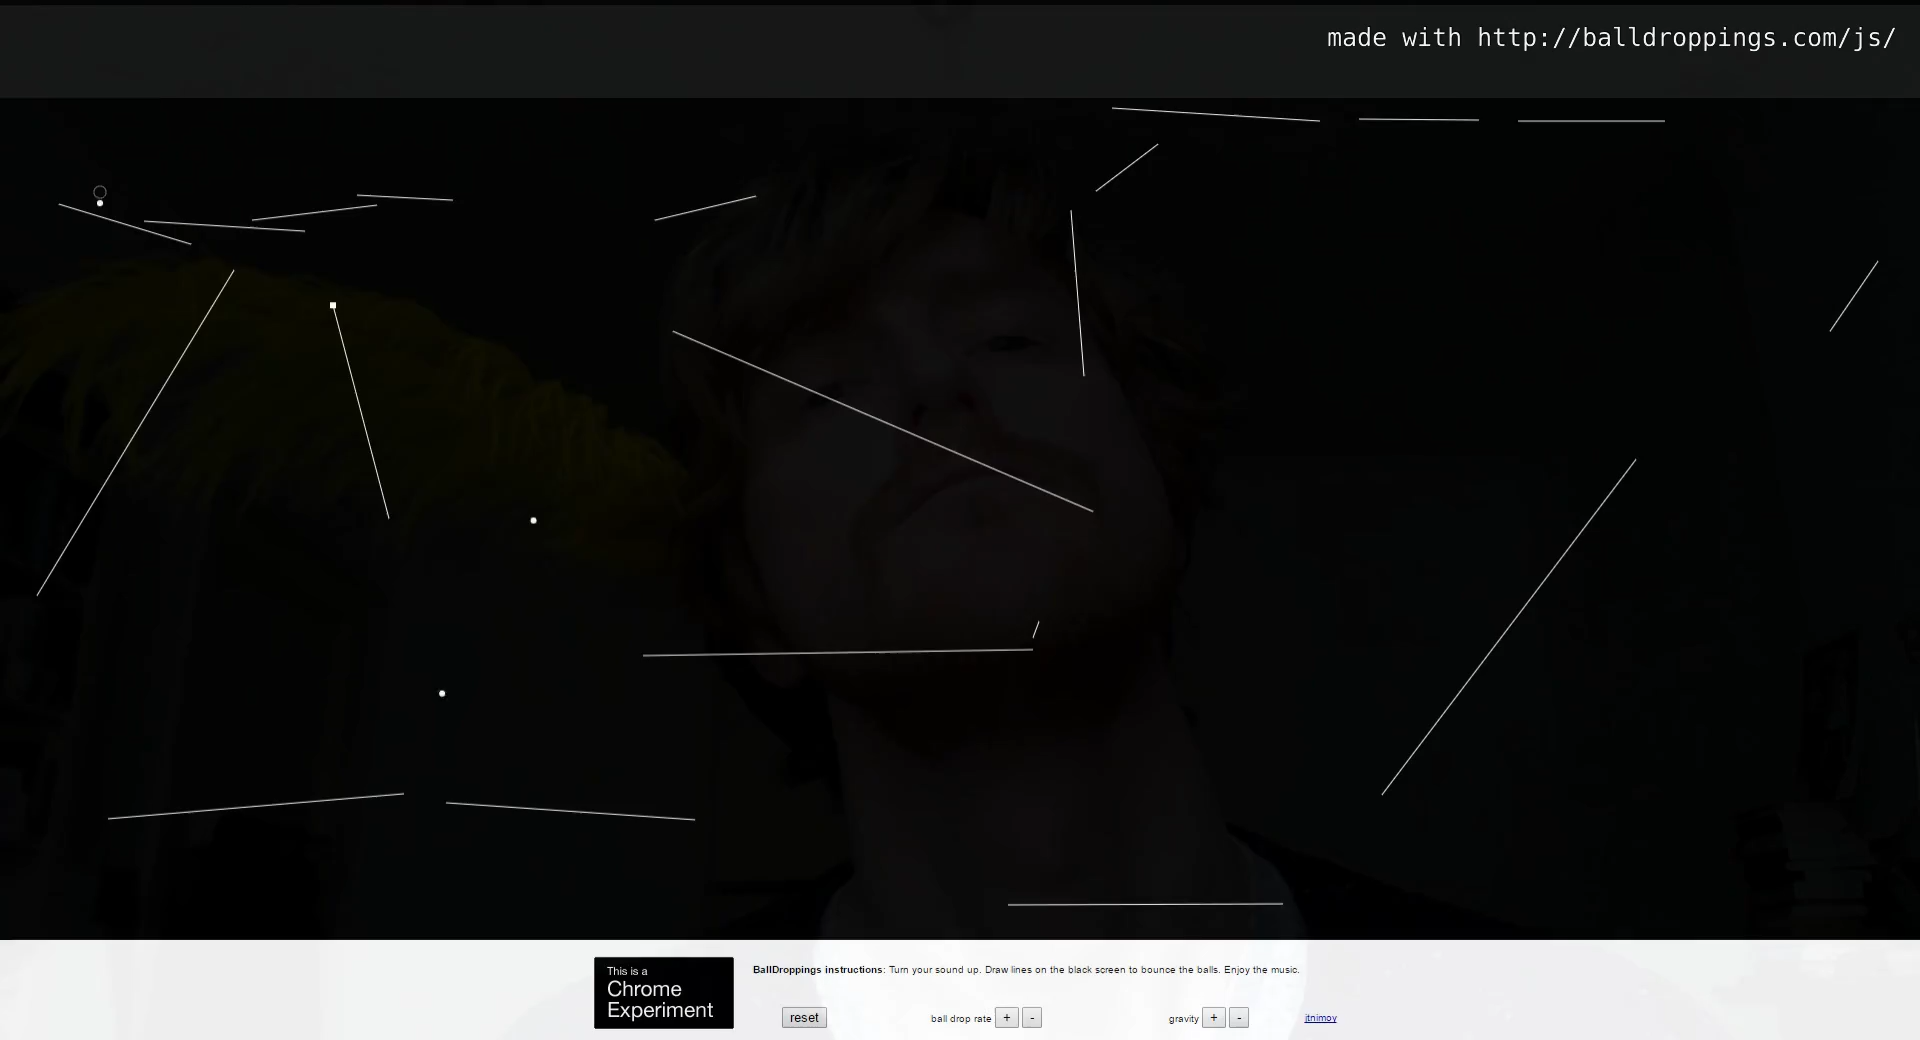 made with http://balldroppings.com/js/
This is a
Chrome
Experiment
BallDroppings instructions: Turn your sound up. Draw lines on the black screen to bounce the balls. Enjoy the music.
reset
ball drop rate + -
gravity + -
jtnimoy